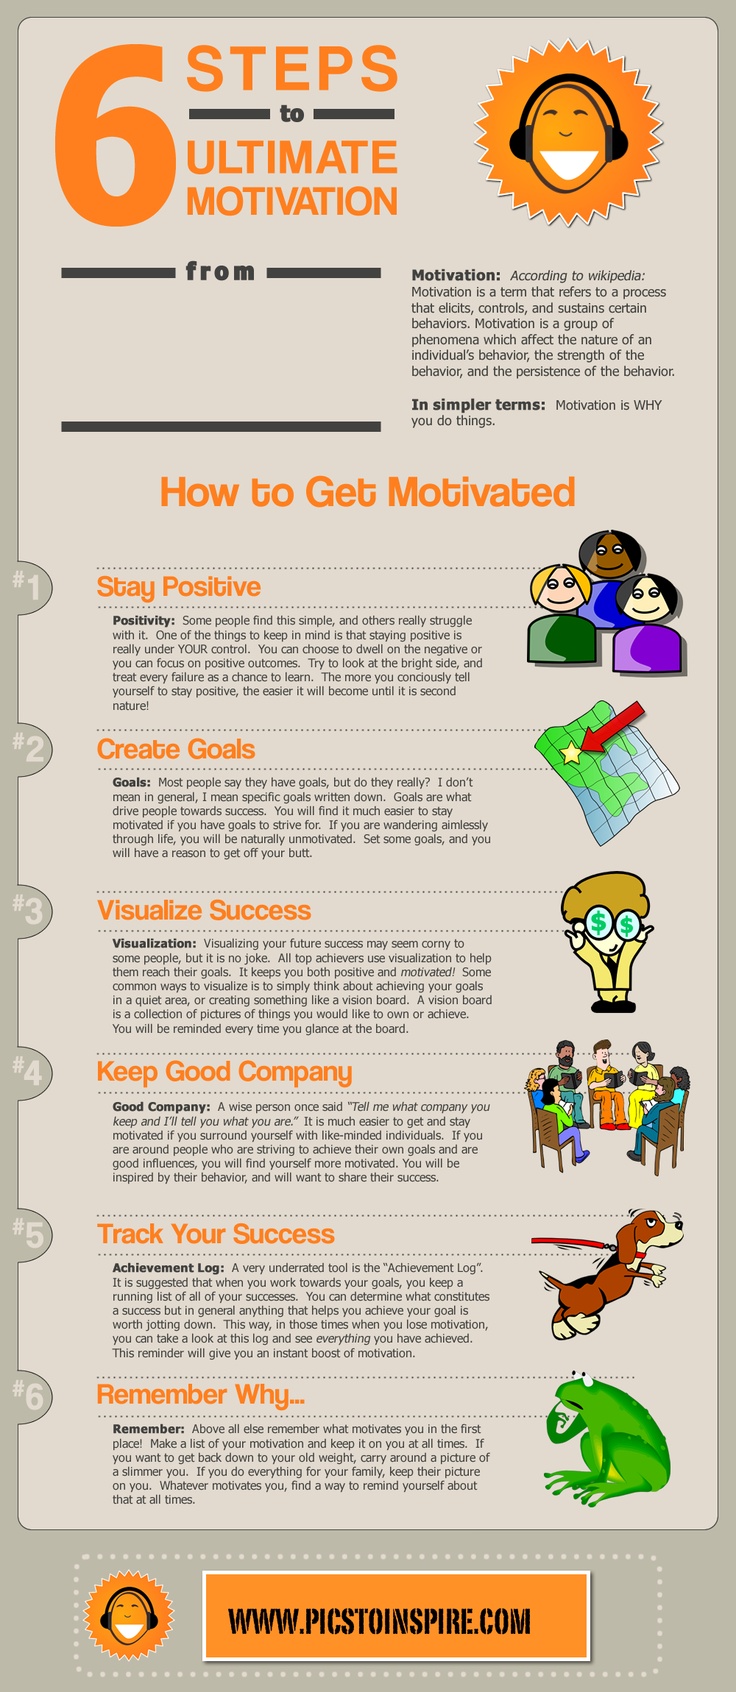 6 STEPS
to
ULTIMATE
MOTIVATION
from
Motivation: According to wikipedia:
Motivation is a term that refers to a process
that elicits, controls, and sustains certain
behaviors. Motivation is a group of
phenomena which affect the nature of an
individual's behavior, the strength of the
behavior, and the persistence of the behavior.
In simpler terms: Motivation is WHY
you do things.
How to Get Motivated
#1
Stay Positive
Positivity: Some people find this simple, and others really struggle
with it. One of the things to keep in mind is that staying positive is
really under YOUR control. You can choose to dwell on the negative or
you can focus on positive outcomes. Try to look at the bright side, and
treat every failure as a chance to learn. The more you conciously tell
yourself to stay positive, the easier it will become until it is second
nature!
#2
Create Goals
Goals: Most people say they have goals, but do they really? I don't
mean in general, I mean specific goals written down. Goals are what
drive people towards success. You will find it much easier to stay
motivated if you have goals to strive for. If you are wandering aimlessly
through life, you will be naturally unmotivated. Set some goals, and you
will have a reason to get off your butt.
#3
Visualize Success
$ $
Visualization: Visualizing your future success may seem corny to
some people, but it is no joke. All top achievers use visualization to help
them reach their goals. It keeps you both positive and motivated! Some
common ways to visualize is to simply think about achieving your goals
in a quiet area, or creating something like a vision board. A vision board
is a collection of pictures of things you would like to own or achieve.
You will be reminded every time you glance at the board.
#4
Keep Good Company
Good Company: A wise person once said "Tell me what company you
keep and I'll tell you what you are." It is much easier to get and stay
motivated if you surround yourself with like-minded individuals. If you
are around people who are striving to achieve their own goals and are
good influences, you will find yourself more motivated. You will be
inspired by their behavior, and will want to share their success.
#5
Track Your Success
Achievement Log: A very underrated tool is the "Achievement Log".
It is suggested that when you work towards your goals, you keep a
running list of all of your successes. You can determine what constitutes
a success but in general anything that helps you achieve your goal is
worth jotting down. This way, in those times when you lose motivation,
you can take a look at this log and see everything you have achieved.
This reminder will give you an instant boost of motivation.
#6
Remember Why...
Remember: Above all else remember what motivates you in the first
place! Make a list of your motivation and keep it on you at all times. If
you want to get back down to your old weight, carry around a picture of
a slimmer you. If you do everything for your family, keep their picture
on you. Whatever motivates you, find a way to remind yourself about
that at all times.
WWW.PICSTOINSPIRE.COM